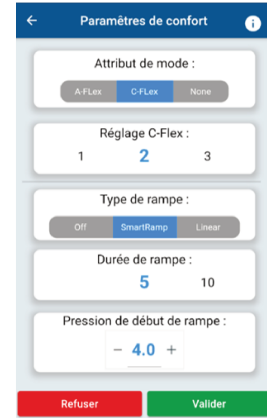 Paramètres de confort
Attribut de mode :
A-FLex C-FLex None
Réglage C-Flex :
1 2 3
Type de rampe :
Off SmartRamp Linear
Durée de rampe :
5 10
Pression de début de rampe :
− 4.0 +
Refuser Valider